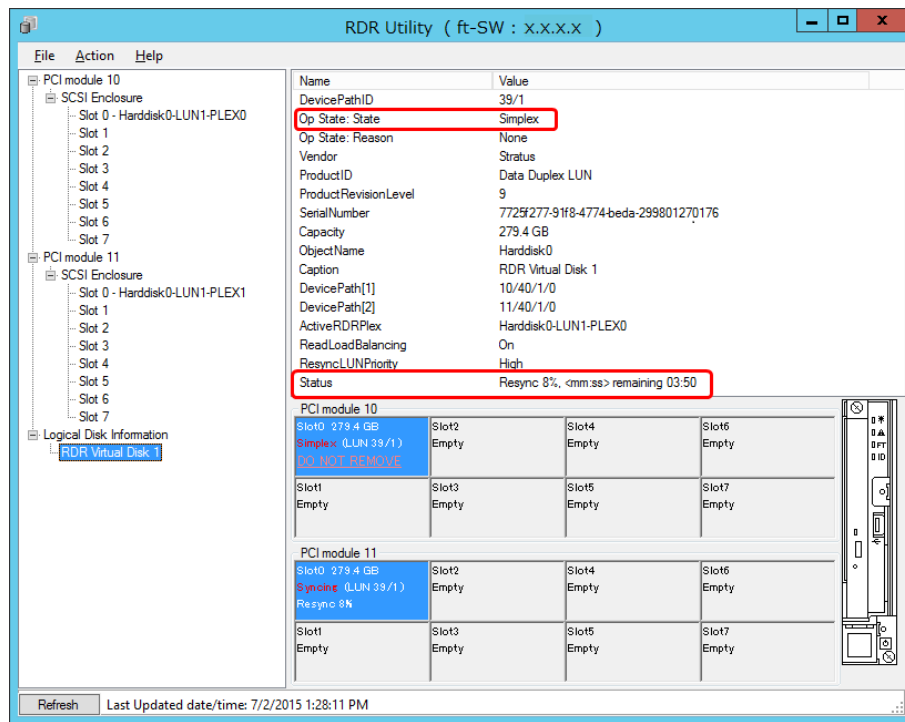 RDR Utility ( ft-SW : x.x.x.x )
File Action Help
PCI module 10
SCSI Enclosure
Slot 0 - Harddisk0-LUN1-PLEX0
Slot 1
Slot 2
Slot 3
Slot 4
Slot 5
Slot 6
Slot 7
PCI module 11
SCSI Enclosure
Slot 0 - Harddisk0-LUN1-PLEX1
Slot 1
Slot 2
Slot 3
Slot 4
Slot 5
Slot 6
Slot 7
Logical Disk Information
RDR Virtual Disk 1
Name Value
DevicePathID 39/1
Op State: State Simplex
Op State: Reason None
Vendor Stratus
ProductID Data Duplex LUN
ProductRevisionLevel 9
SerialNumber 7725f277-91f8-4774-beda-299801270176
Capacity 279.4 GB
ObjectName Harddisk0
Caption RDR Virtual Disk 1
DevicePath[1] 10/40/1/0
DevicePath[2] 11/40/1/0
ActiveRDRPlex Harddisk0-LUN1-PLEX0
ReadLoadBalancing On
ResyncLUNPriority High
Status Resync 8%, <mm:ss> remaining 03:50
PCI module 10
Slot0 279.4 GB Slot2 Slot4 Slot6
Simplex (LUN 39/1) Empty Empty Empty
DO NOT REMOVE
Slot1 Slot3 Slot5 Slot7
Empty Empty Empty Empty
PCI module 11
Slot0 279.4 GB Slot2 Slot4 Slot6
Syncing (LUN 39/1) Empty Empty Empty
Resync 8%
Slot1 Slot3 Slot5 Slot7
Empty Empty Empty Empty
FT
ID
Refresh Last Updated date/time: 7/2/2015 1:28:11 PM